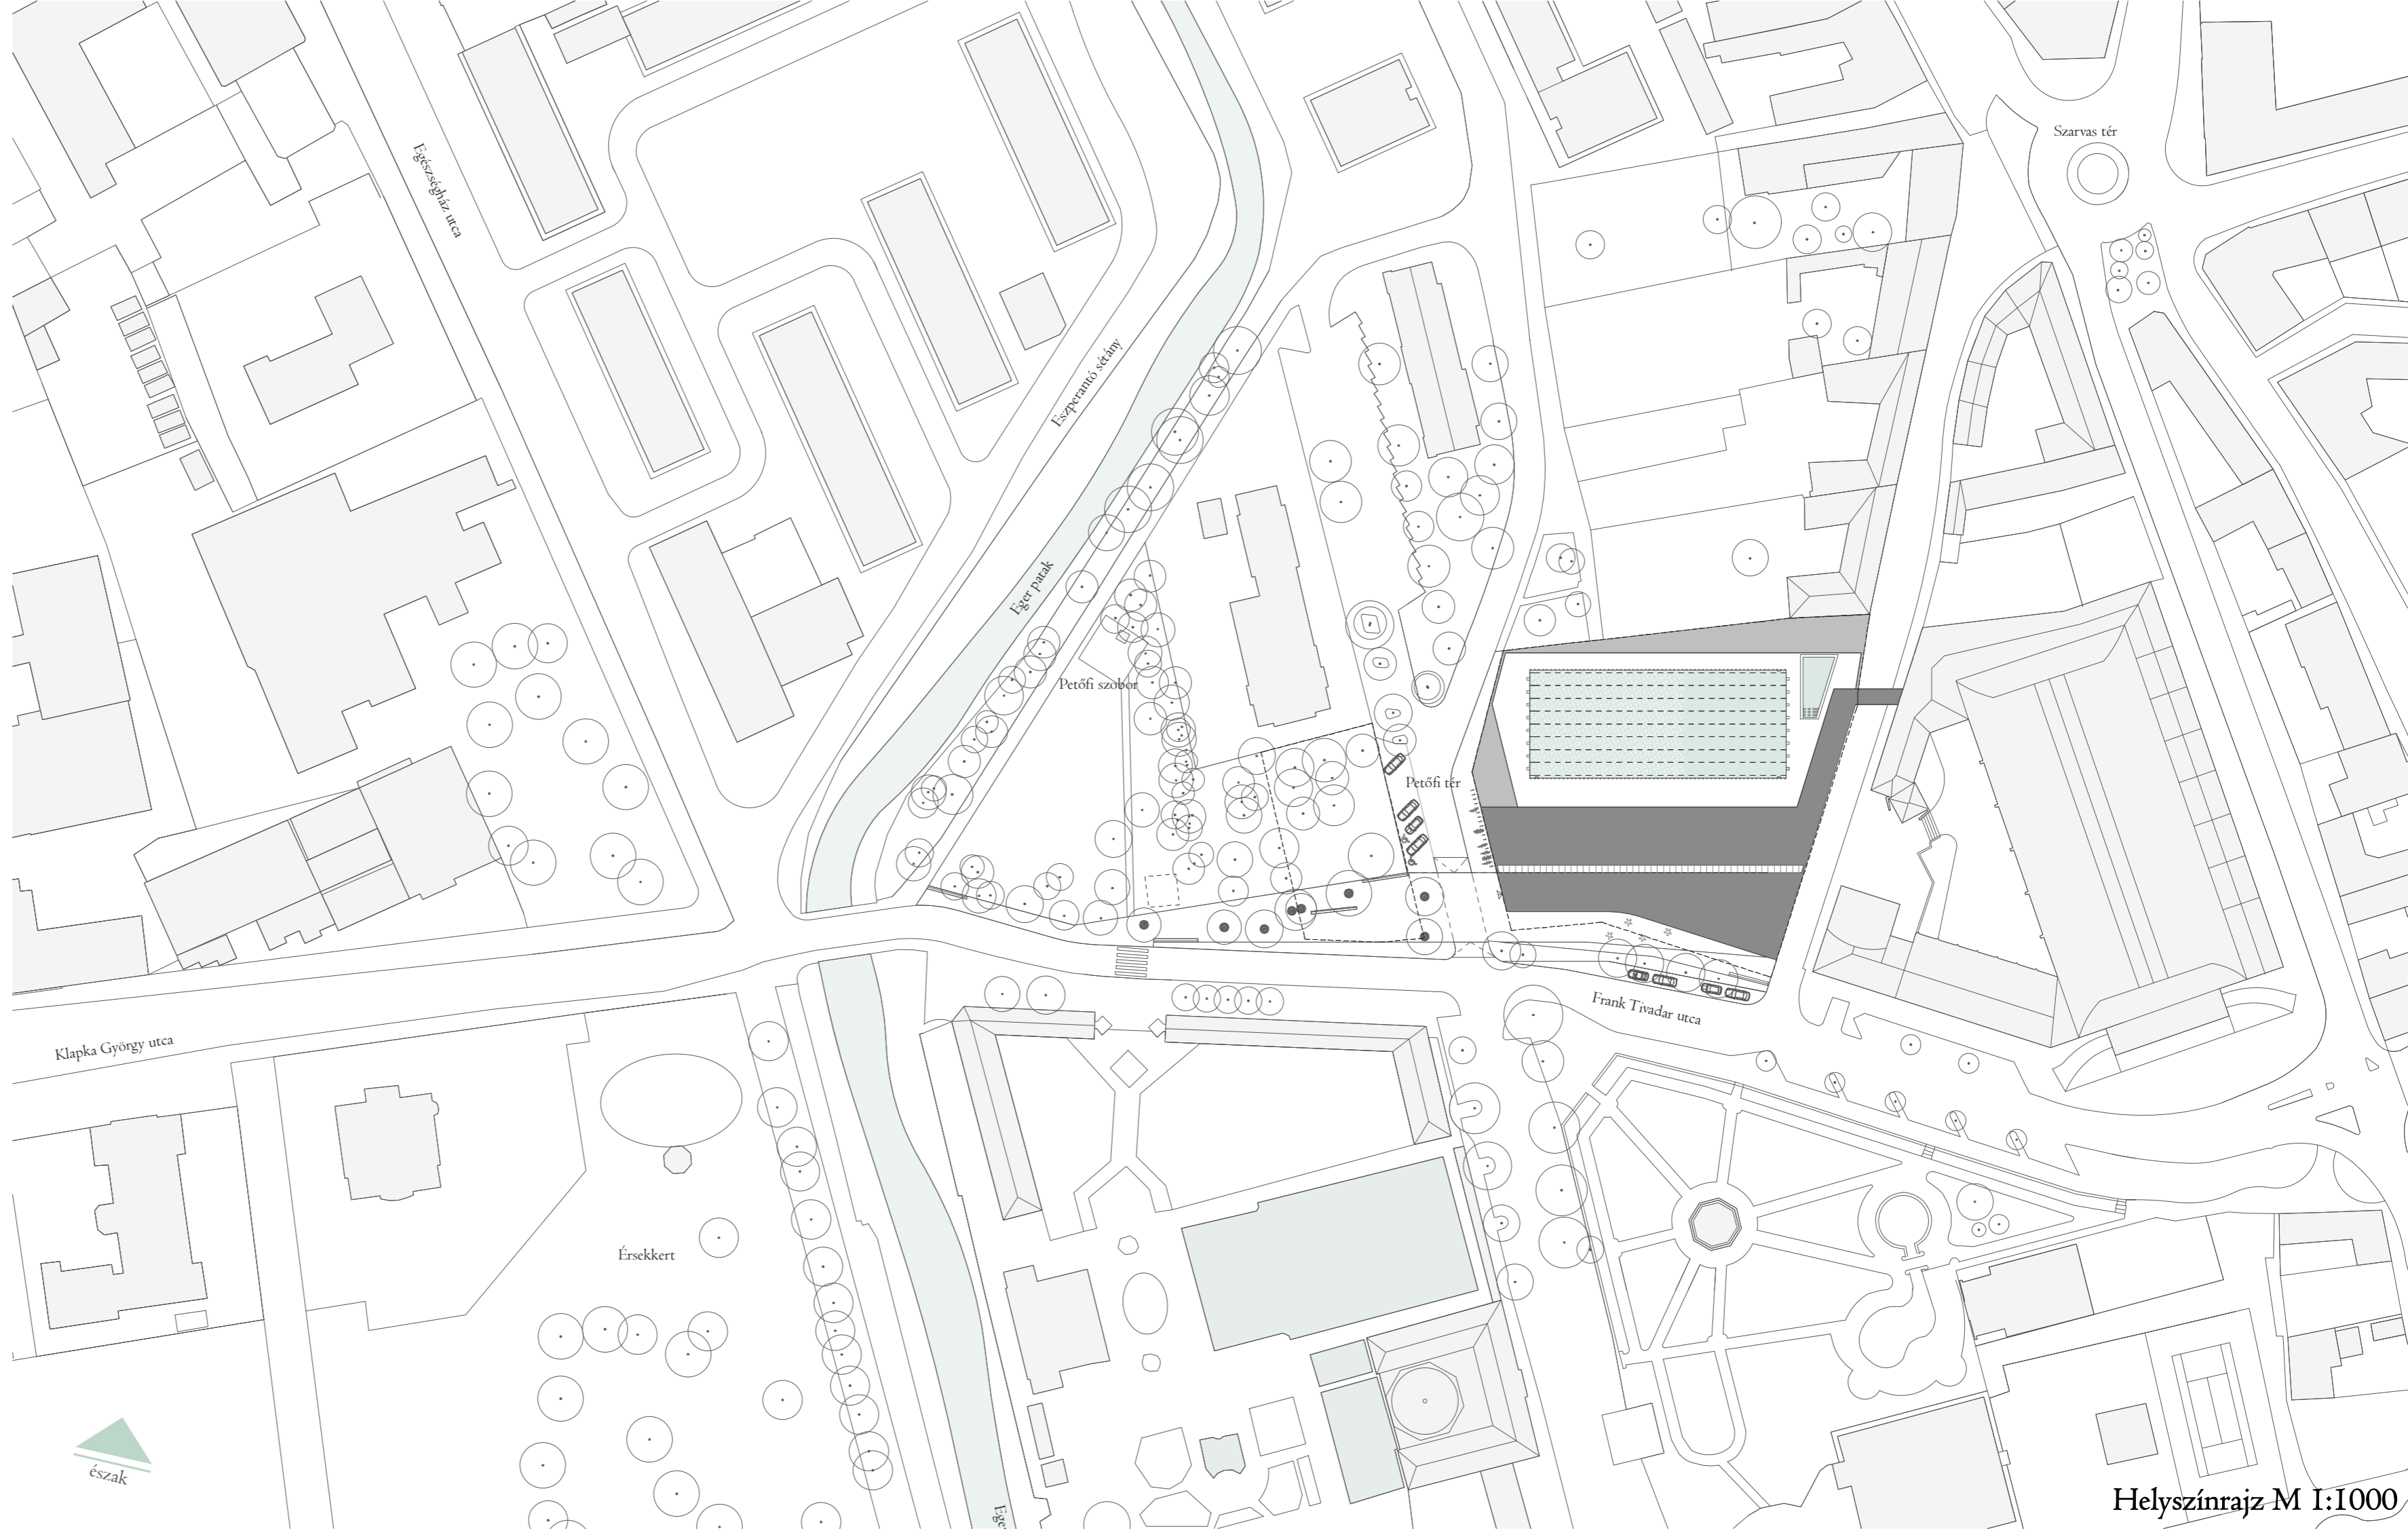 Szarvas tér
Egészségház utca
Eszperantó sétány
Eger patak
Petőfi szobor
Petőfi tér
Frank Tivadar utca
Klapka György utca
Érsekkert
észak
Ege
Helyszínrajz M 1:1000